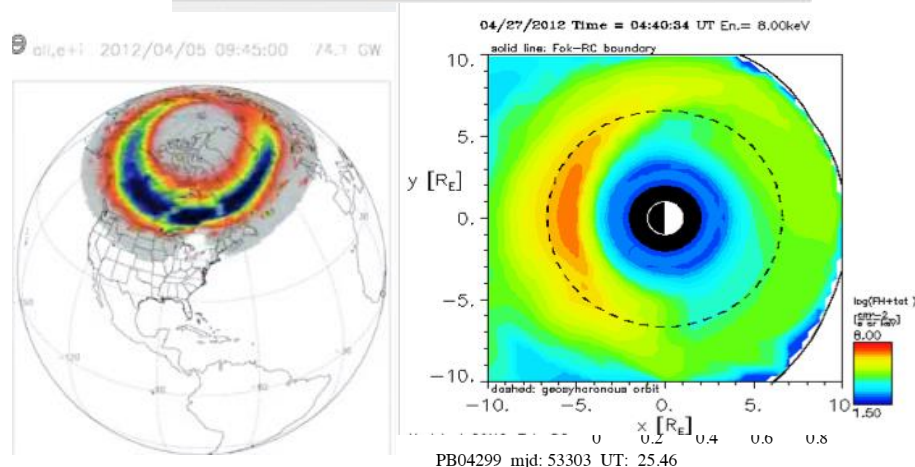 all,e+i 2012/04/05 09:45:00 GW
04/27/2012 Time = 04:40:34 UT En.= 8.00keV
solid line: Fok-RC boundary
10.
5.
y [RE]
0.
−5.
−10.
dashed: geosynchronous orbit
−10. −5. 0. 5. 10.
x [RE]
log(FH+tot )
8.00
1.50
0 0.2 0.4 0.6 0.8
PB04299 mjd: 53303 UT: 25.46